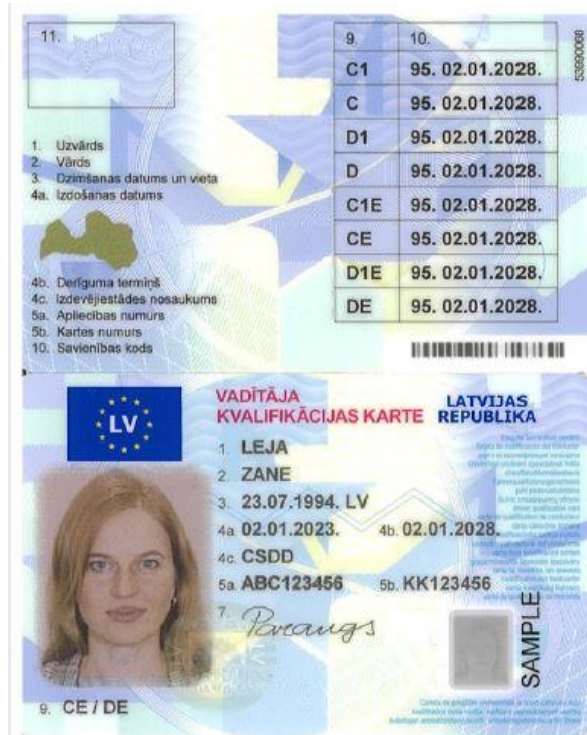 11.
9. 10.
C1 95. 02.01.2028.
C 95. 02.01.2028.
D1 95. 02.01.2028.
D 95. 02.01.2028.
C1E 95. 02.01.2028.
CE 95. 02.01.2028.
D1E 95. 02.01.2028.
DE 95. 02.01.2028.
1. Uzvārds
2. Vārds
3. Dzimšanas datums un vieta
4a. Izdošanas datums
4b. Derīguma termiņš
4c. Izdevējiestādes nosaukums
5a. Apliecības numurs
5b. Kartes numurs
10. Savienības kods
LV
VADĪTĀJA
KVALIFIKĀCIJAS KARTE
LATVIJAS
REPUBLIKA
1. LEJA
2. ZANE
3. 23.07.1994. LV
4a. 02.01.2023. 4b. 02.01.2028.
4c. CSDD
5a. ABC123456 5b. KK123456
7. Paraugs
SAMPLE
9. CE / DE